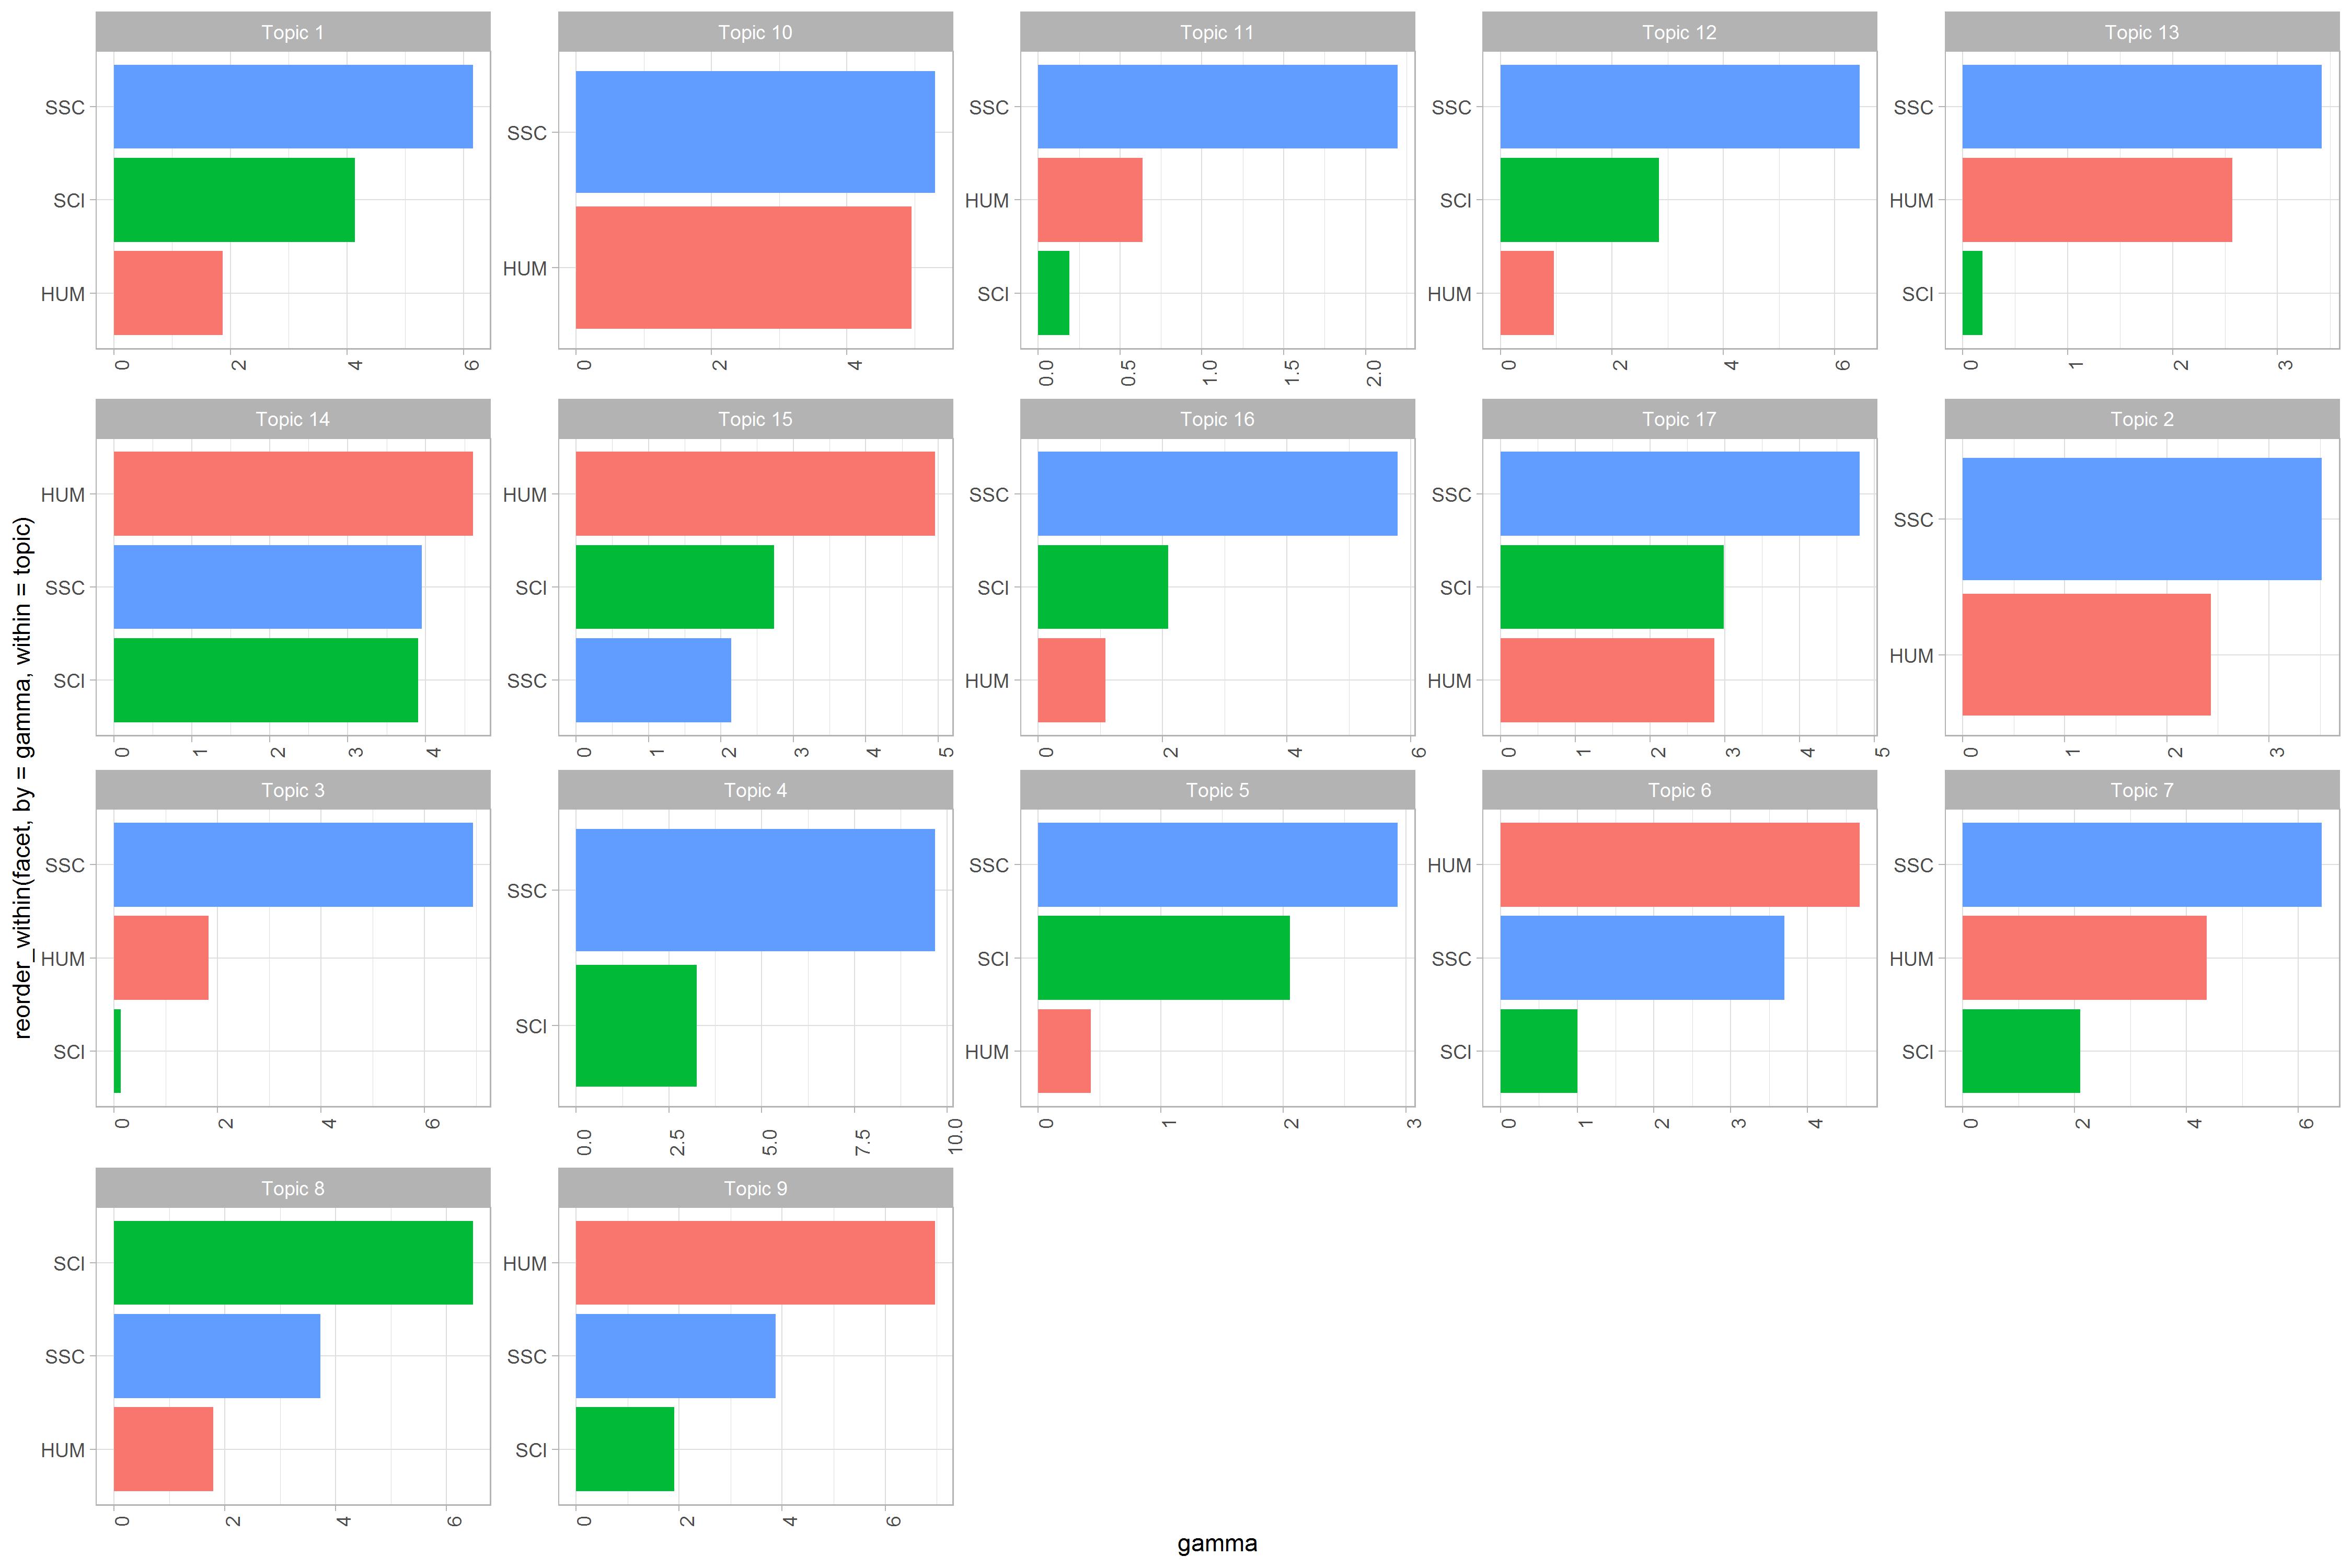 Topic 1 Topic 10 Topic 11 Topic 12 Topic 13
SSC SSC SSC SSC SSC
SCI HUM SCI HUM
HUM HUM SCI HUM SCI
0 2 4 6 0 2 4 0.0 0.5 1.0 1.5 2.0 0 2 4 6 0 1 2 3
Topic 14 Topic 15 Topic 16 Topic 17 Topic 2
HUM HUM SSC SSC SSC
SSC SCI SCI SCI
SCI SSC HUM HUM HUM
0 1 2 3 4 0 1 2 3 4 5 0 2 4 6 0 1 2 3 4 5 0 1 2 3
reorder_within(facet, by = gamma, within = topic)
Topic 3 Topic 4 Topic 5 Topic 6 Topic 7
SSC SSC SSC HUM SSC
HUM SCI SSC HUM
SCI SCI HUM SCI SCI
0 2 4 6 0.0 2.5 5.0 7.5 10.0 0 1 2 3 0 1 2 3 4 0 2 4 6
Topic 8 Topic 9
SCI HUM
SSC SSC
HUM SCI
0 2 4 6 0 2 4 6
gamma